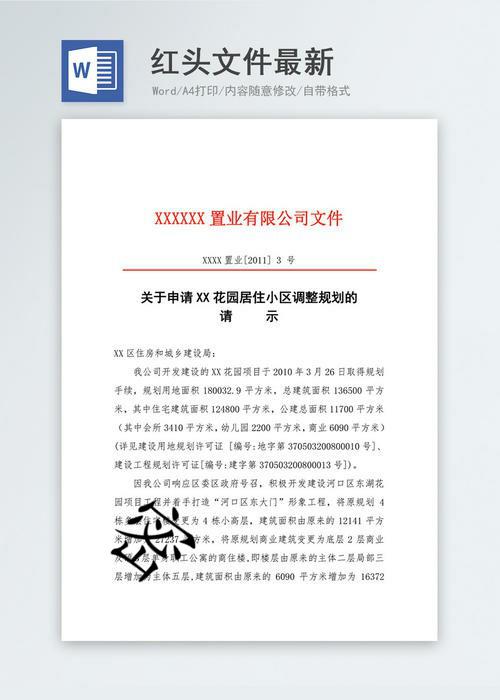 W
红头文件最新
Word/A4打印/内容随意修改/自带格式
XXXXXX 置业有限公司文件
XXXX 置业[2011] 3 号
关于申请 XX 花园居住小区调整规划的
请 示
XX 区住房和城乡建设局：
我公司开发建设的 XX 花园项目于 2010 年 3 月 26 日取得规划
手续，规划用地面积 180032.9 平方米，总建筑面积 136500 平方
米，其中住宅建筑面积 124800 平方米，公建总面积 11700 平方米
（其中会所 3410 平方米，幼儿园 2200 平方米，商业 6090 平方米）
(详见建设用地规划许可证 [编号:地字第 370503200800010 号]、
建设工程规划许可证[编号:建字第 370503200800013 号])。
因我公司响应区委区政府号召，积极开发建设河口区东湖花
园项目工程并着手打造“河口区东大门”形象工程，将原规划 4
栋多层住宅楼变更为 4 栋小高层，建筑面积由原来的 12141 平方
米增加 27237 方米，将原规划商业建筑变更为底层 2 层商业
职工公寓的商住楼,即楼层由原来的主体二层局部三
层增加为主体五层,建筑面积由原来的 6090 平方米增加为 16372
密